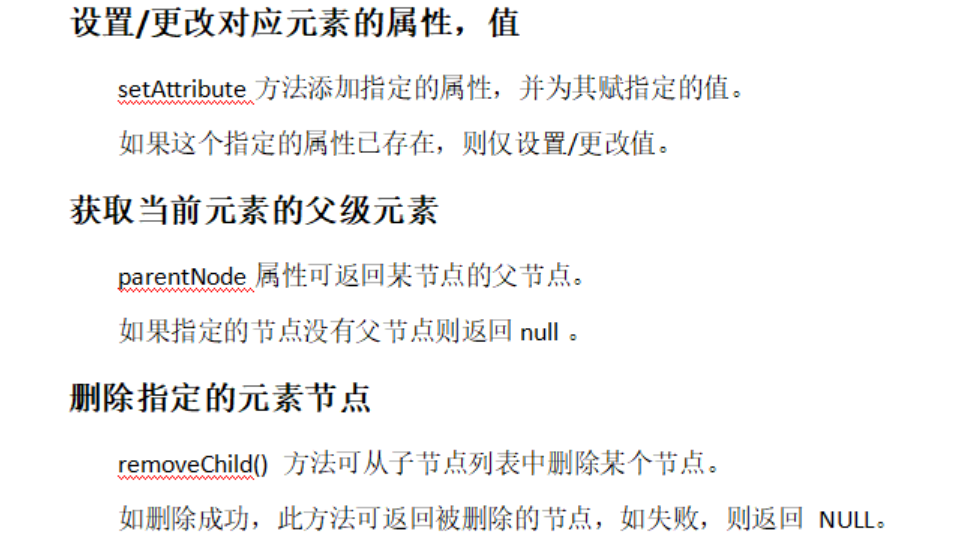 设置/更改对应元素的属性，值
setAttribute 方法添加指定的属性，并为其赋指定的值。
如果这个指定的属性已存在，则仅设置/更改值。
获取当前元素的父级元素
parentNode 属性可返回某节点的父节点。
如果指定的节点没有父节点则返回 null 。
删除指定的元素节点
removeChild() 方法可从子节点列表中删除某个节点。
如删除成功，此方法可返回被删除的节点，如失败，则返回 NULL。